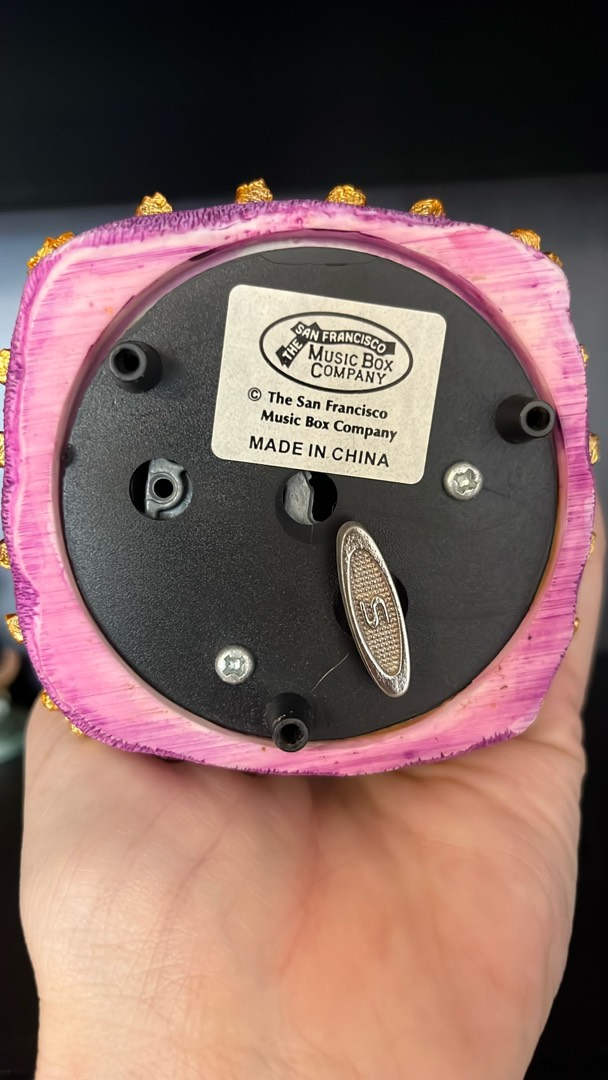 THE SAN FRANCISCO
MUSIC BOX
COMPANY
© The San Francisco
Music Box Company
MADE IN CHINA
S